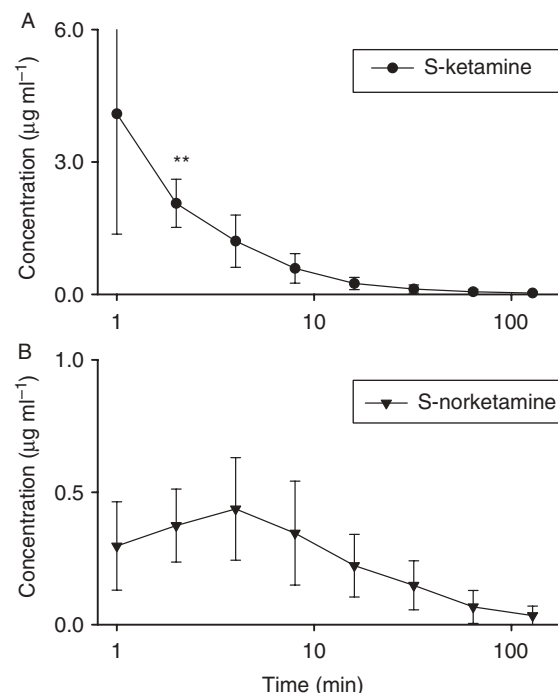 A
6.0
3.0
0.0
Concentration (µg ml⁻¹)
S-ketamine
**
1 10 100
B
1.0
0.5
0.0
Concentration (µg ml⁻¹)
S-norketamine
1 10 100
Time (min)